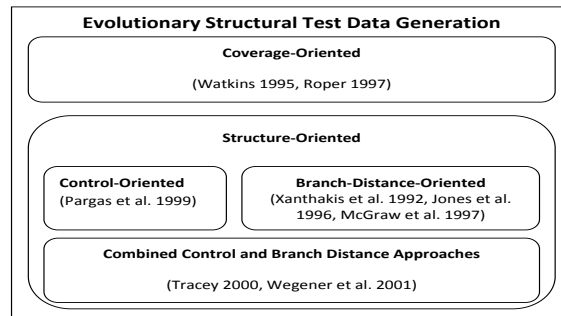 Evolutionary Structural Test Data Generation
Coverage-Oriented
(Watkins 1995, Roper 1997)
Structure-Oriented
Control-Oriented
(Pargas et al. 1999)
Branch-Distance-Oriented
(Xanthakis et al. 1992, Jones et al.
1996, McGraw et al. 1997)
Combined Control and Branch Distance Approaches
(Tracey 2000, Wegener et al. 2001)